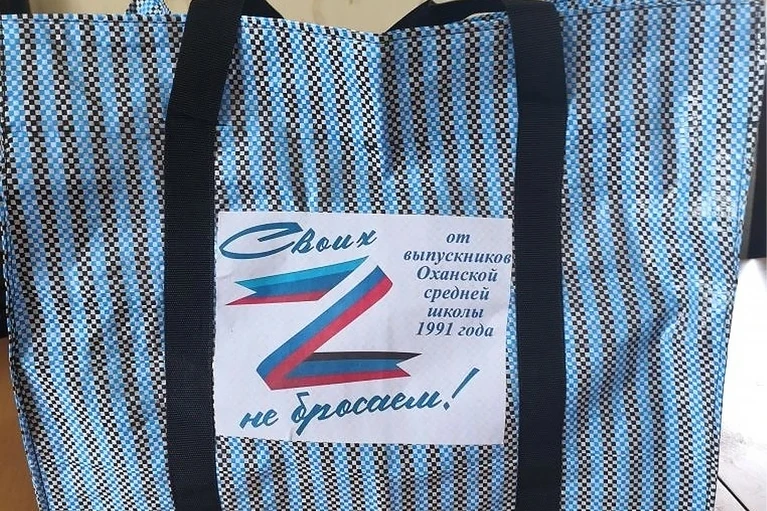 Своих
Z
не бросаем!
от
выпускников
Оханской
средней
школы
1991 года